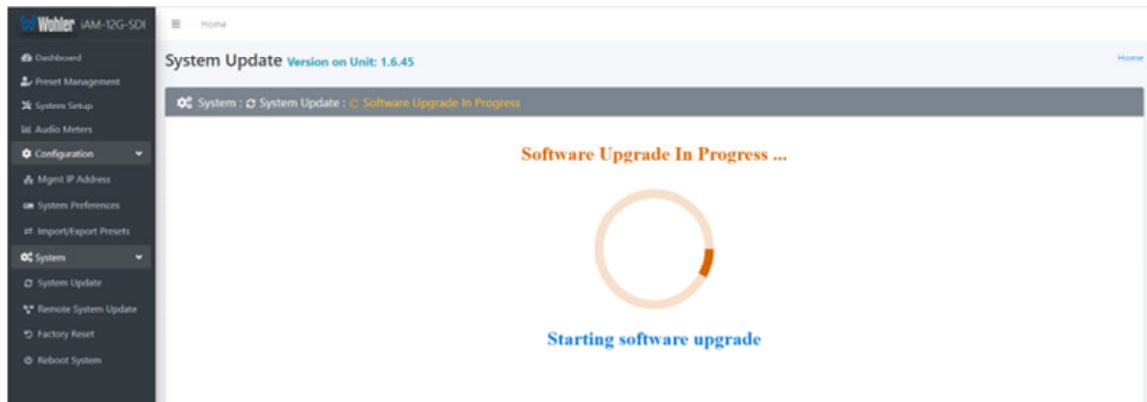 Wohler iAM-12G-SDI
Home
Dashboard
Preset Management
System Setup
Audio Meters
Configuration
Mgmt IP Address
System Preferences
Import/Export Presets
System
System Update
Remote System Update
Factory Reset
Reboot System
System Update Version on Unit: 1.6.45
Home
System : System Update : Software Upgrade In Progress
Software Upgrade In Progress ...
Starting software upgrade